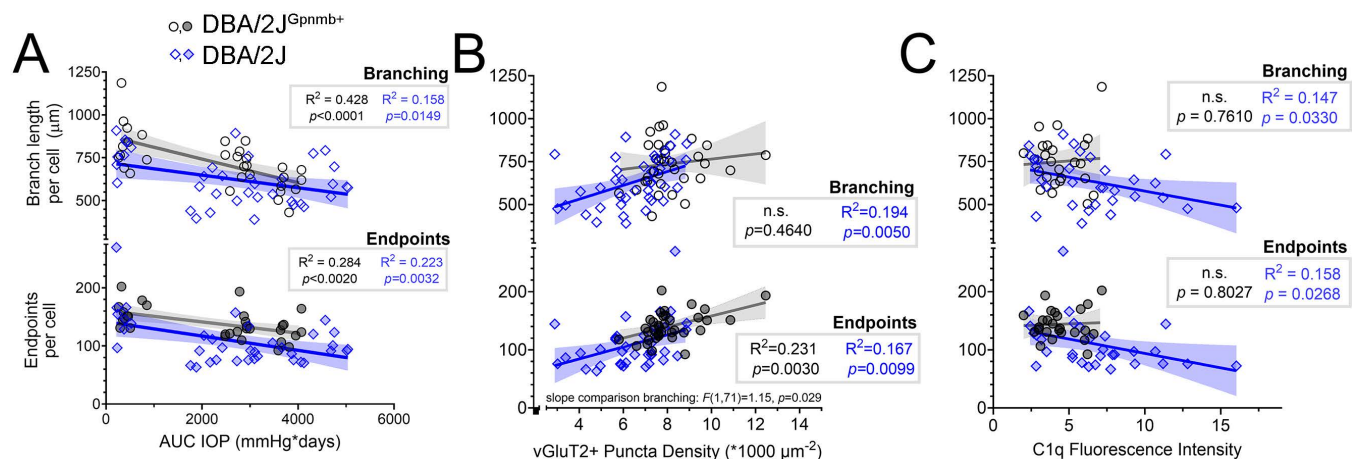 DBA/2J^Gpnmb+
DBA/2J
A
Branching
R² = 0.428 R² = 0.158
p<0.0001 p=0.0149
Endpoints
R² = 0.284 R² = 0.223
p<0.0020 p=0.0032
Branch length
per cell (μm)
Endpoints
per cell
1250
1000
750
500
200
100
0
0 2000 4000 6000
AUC IOP (mmHg*days)
B
1250
1000
750
500
200
100
0
Branching
n.s. R²=0.194
p=0.4640 p=0.0050
Endpoints
R²=0.231 R²=0.167
p=0.0030 p=0.0099
slope comparison branching: F(1,71)=1.15, p=0.029
4 6 8 10 12 14
vGluT2+ Puncta Density (*1000 μm⁻²)
C
1250
1000
750
500
200
100
0
Branching
n.s. R² = 0.147
p = 0.7610 p = 0.0330
Endpoints
n.s. R² = 0.158
p = 0.8027 p = 0.0268
0 5 10 15
C1q Fluorescence Intensity